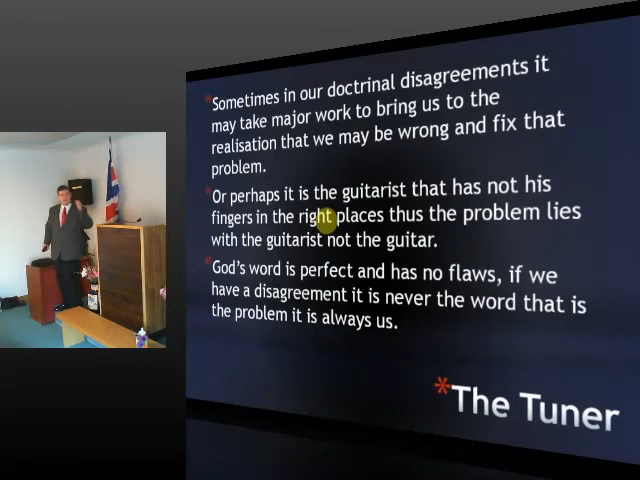 *Sometimes in our doctrinal disagreements it
may take major work to bring us to the
realisation that we may be wrong and fix that
problem.
*Or perhaps it is the guitarist that has not his
fingers in the right places thus the problem lies
with the guitarist not the guitar.
*God's word is perfect and has no flaws, if we
have a disagreement it is never the word that is
the problem it is always us.
*The Tuner